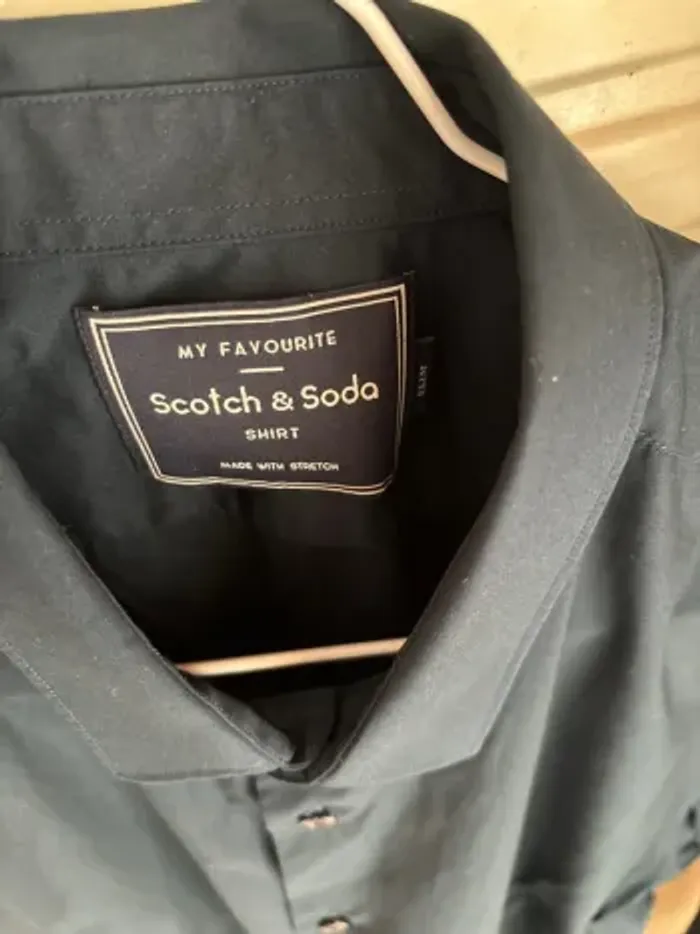 MY FAVOURITE
Scotch & Soda
SHIRT
MADE WITH STRETCH